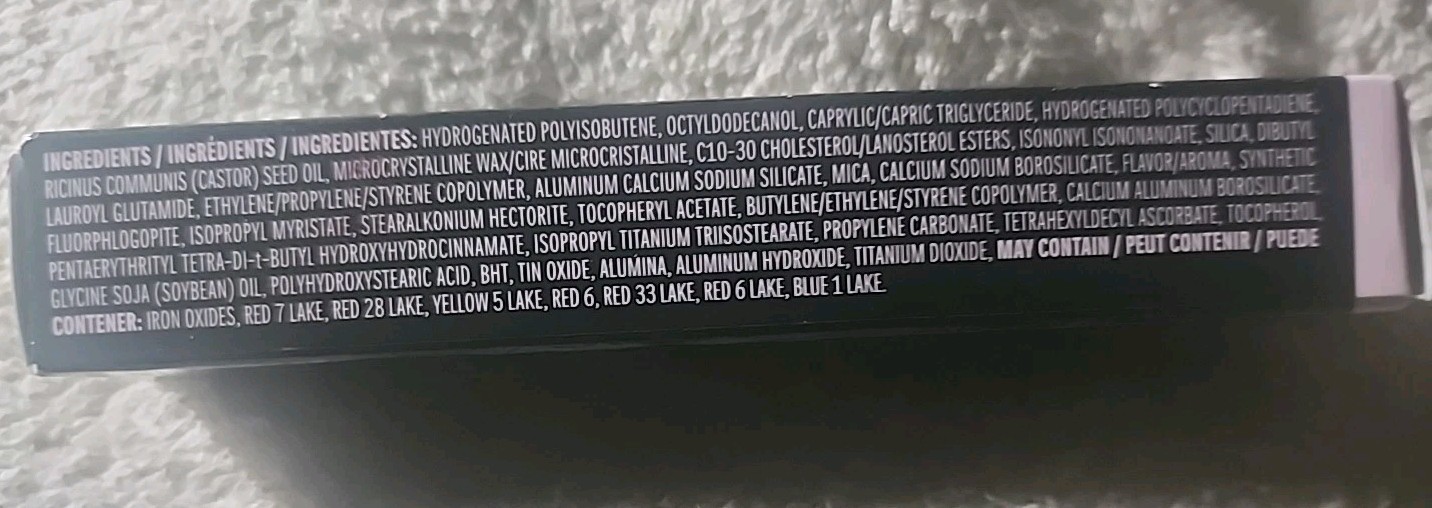 INGREDIENTS / INGRÉDIENTS / INGREDIENTES: HYDROGENATED POLYISOBUTENE, OCTYLDODECANOL, CAPRYLIC/CAPRIC TRIGLYCERIDE, HYDROGENATED POLYCYCLOPENTADIENE,
RICINUS COMMUNIS (CASTOR) SEED OIL, MICROCRYSTALLINE WAX/CIRE MICROCRISTALLINE, C10-30 CHOLESTEROL/LANOSTEROL ESTERS, ISONONYL ISONONANOATE, SILICA, DIBUTYL
LAUROYL GLUTAMIDE, ETHYLENE/PROPYLENE/STYRENE COPOLYMER, ALUMINUM CALCIUM SODIUM SILICATE, MICA, CALCIUM SODIUM BOROSILICATE, FLAVOR/AROMA, SYNTHETIC
FLUORPHLOGOPITE, ISOPROPYL MYRISTATE, STEARALKONIUM HECTORITE, TOCOPHERYL ACETATE, BUTYLENE/ETHYLENE/STYRENE COPOLYMER, CALCIUM ALUMINUM BOROSILICATE,
PENTAERYTHRITYL TETRA-DI-t-BUTYL HYDROXYHYDROCINNAMATE, ISOPROPYL TITANIUM TRIISOSTEARATE, PROPYLENE CARBONATE, TETRAHEXYLDECYL ASCORBATE, TOCOPHEROL,
GLYCINE SOJA (SOYBEAN) OIL, POLYHYDROXYSTEARIC ACID, BHT, TIN OXIDE, ALUMINA, ALUMINUM HYDROXIDE, TITANIUM DIOXIDE, MAY CONTAIN / PEUT CONTENIR / PUEDE
CONTENER: IRON OXIDES, RED 7 LAKE, RED 28 LAKE, YELLOW 5 LAKE, RED 6, RED 33 LAKE, RED 6 LAKE, BLUE 1 LAKE.